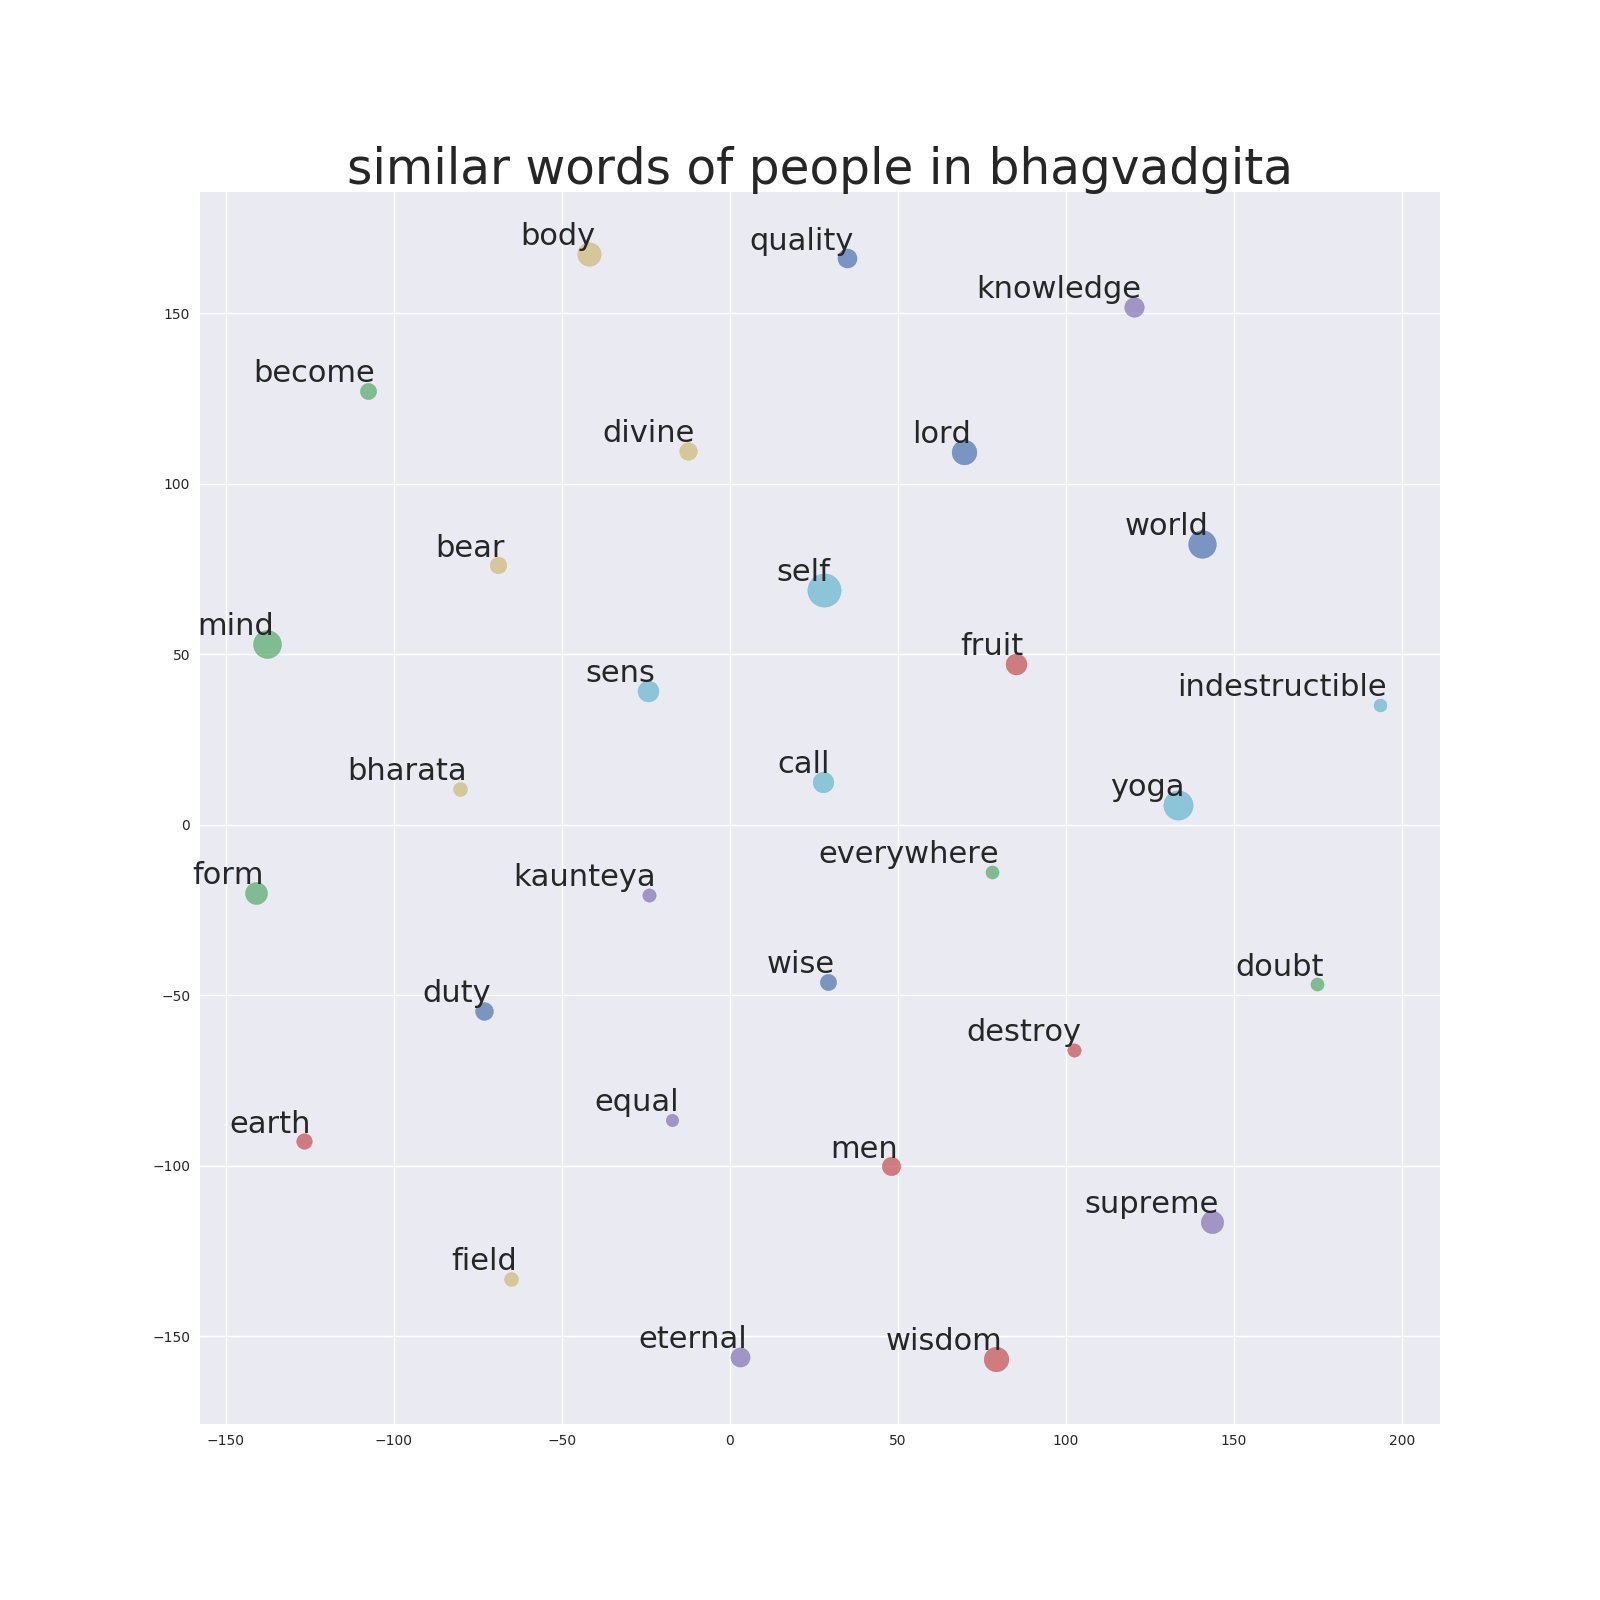 similar words of people in bhagvadgita
body
quality
knowledge
become
divine
lord
world
bear
self
mind
fruit
sens
indestructible
call
bharata
yoga
everywhere
form
kaunteya
wise
doubt
duty
destroy
equal
earth
men
supreme
field
eternal
wisdom
150
100
50
0
−50
−100
−150
−150
−100
−50
0
50
100
150
200